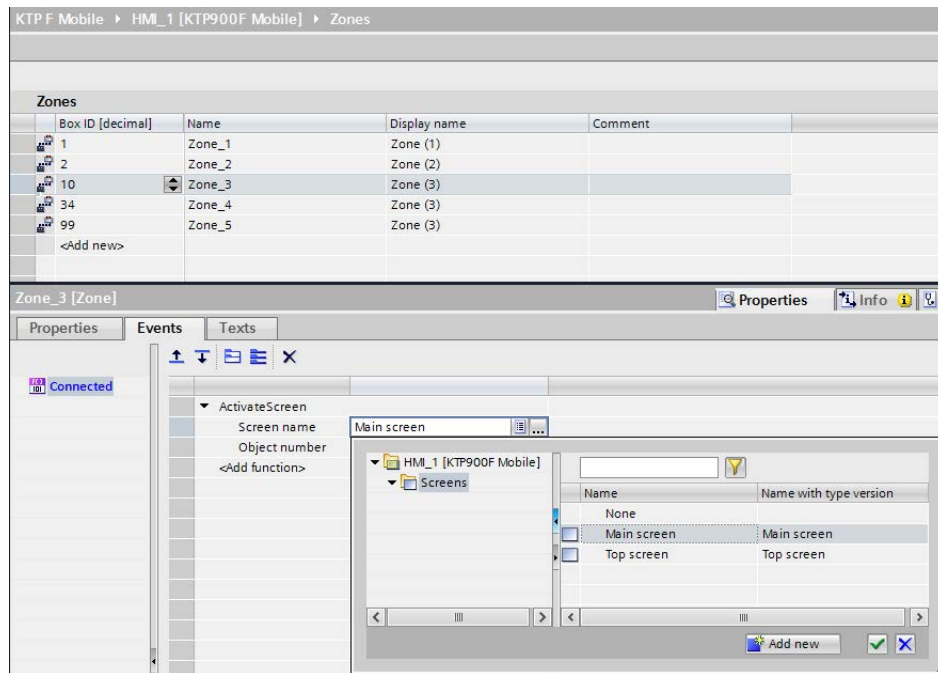 KTP F Mobile ▸ HMI_1 [KTP900F Mobile] ▸ Zones
Zones
Box ID [decimal] Name Display name Comment
1 Zone_1 Zone (1)
2 Zone_2 Zone (2)
10 Zone_3 Zone (3)
34 Zone_4 Zone (3)
99 Zone_5 Zone (3)
<Add new>
Zone_3 [Zone] Properties Info
Properties Events Texts
Connected
ActivateScreen
Screen name Main screen ...
Object number
<Add function>
HMI_1 [KTP900F Mobile]
Screens
Name Name with type version
None
Main screen Main screen
Top screen Top screen
Add new